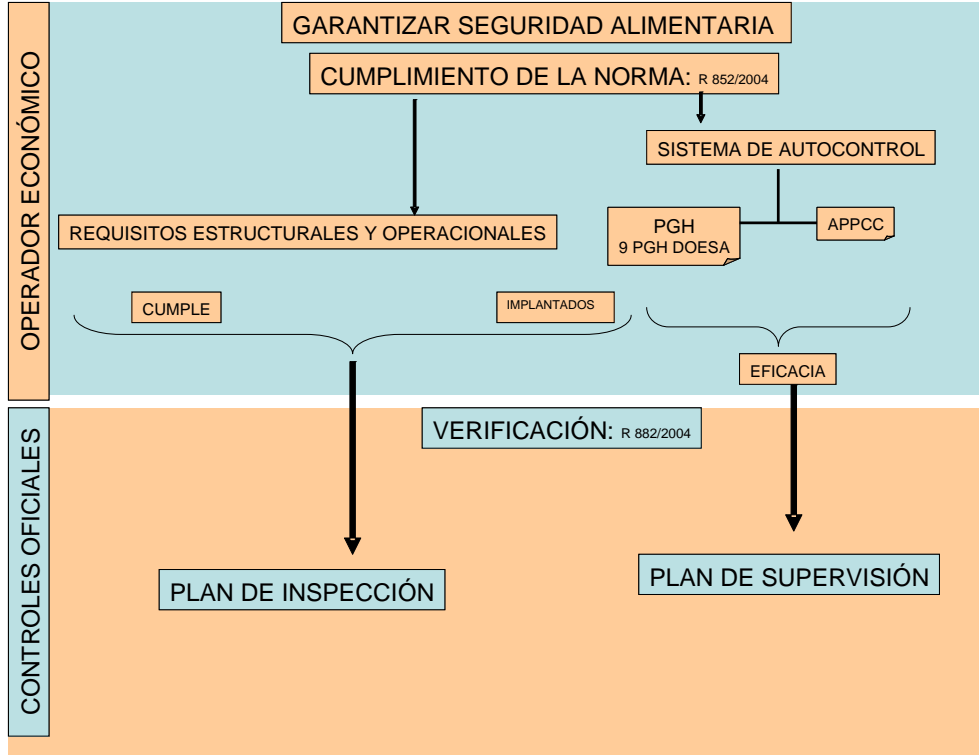 GARANTIZAR SEGURIDAD ALIMENTARIA
CUMPLIMIENTO DE LA NORMA: R 852/2004
OPERADOR ECONÓMICO
SISTEMA DE AUTOCONTROL
REQUISITOS ESTRUCTURALES Y OPERACIONALES
PGH
9 PGH DOESA
APPCC
CUMPLE
IMPLANTADOS
EFICACIA
CONTROLES OFICIALES
VERIFICACIÓN: R 882/2004
PLAN DE INSPECCIÓN
PLAN DE SUPERVISIÓN